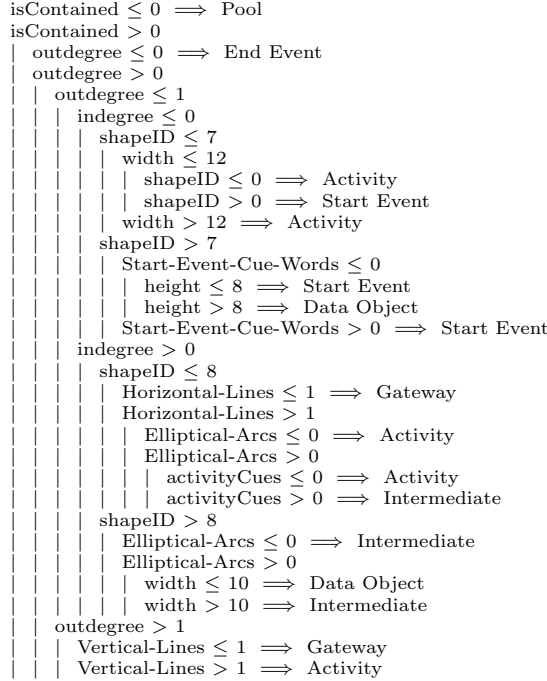 isContained ≤ 0 ⟹ Pool
isContained > 0
| outdegree ≤ 0 ⟹ End Event
| outdegree > 0
| | outdegree ≤ 1
| | | indegree ≤ 0
| | | | shapeID ≤ 7
| | | | | width ≤ 12
| | | | | | shapeID ≤ 0 ⟹ Activity
| | | | | | shapeID > 0 ⟹ Start Event
| | | | | width > 12 ⟹ Activity
| | | | shapeID > 7
| | | | | Start-Event-Cue-Words ≤ 0
| | | | | | height ≤ 8 ⟹ Start Event
| | | | | | height > 8 ⟹ Data Object
| | | | | Start-Event-Cue-Words > 0 ⟹ Start Event
| | | indegree > 0
| | | | shapeID ≤ 8
| | | | | Horizontal-Lines ≤ 1 ⟹ Gateway
| | | | | Horizontal-Lines > 1
| | | | | | Elliptical-Arcs ≤ 0 ⟹ Activity
| | | | | | Elliptical-Arcs > 0
| | | | | | | activityCues ≤ 0 ⟹ Activity
| | | | | | | activityCues > 0 ⟹ Intermediate
| | | | shapeID > 8
| | | | | Elliptical-Arcs ≤ 0 ⟹ Intermediate
| | | | | Elliptical-Arcs > 0
| | | | | | width ≤ 10 ⟹ Data Object
| | | | | | width > 10 ⟹ Intermediate
| | outdegree > 1
| | | Vertical-Lines ≤ 1 ⟹ Gateway
| | | Vertical-Lines > 1 ⟹ Activity